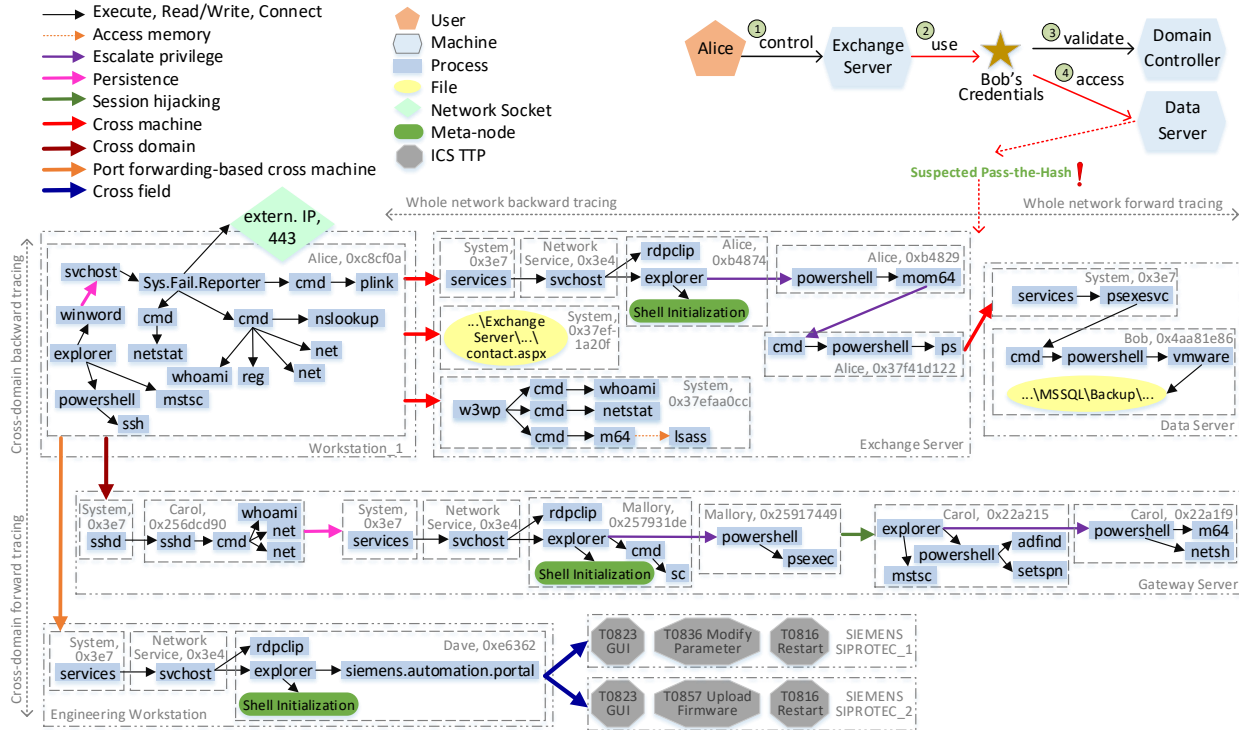 Execute, Read/Write, Connect
Access memory
Escalate privilege
Persistence
Session hijacking
Cross machine
Cross domain
Port forwarding-based cross machine
Cross field
User
Machine
Process
File
Network Socket
Meta-node
ICS TTP
Alice
1
control
Exchange
Server
2
use
Bob's
Credentials
3
validate
4
access
Domain
Controller
Data
Server
Suspected Pass-the-Hash !
Whole network backward tracing
Whole network forward tracing
Cross-domain backward tracing
Cross-domain forward tracing
extern. IP,
443
Alice, 0xc8cf0a
svchost
Sys.Fail.Reporter
cmd
plink
winword
cmd
cmd
nslookup
explorer
netstat
net
whoami
reg
net
powershell
mstsc
ssh
Workstation_1
System,
0x3e7
services
Network
Service, 0x3e4
svchost
Alice,
0xb4874
rdpclip
explorer
Shell Initialization
Alice, 0xb4829
powershell
mom64
...\Exchange
Server\...\
contact.aspx
System,
0x37ef-
1a20f
cmd
powershell
ps
Alice, 0x37f41d122
w3wp
cmd
whoami
cmd
netstat
cmd
m64
lsass
System,
0x37efaa0cc
Exchange Server
System, 0x3e7
services
psexesvc
Bob, 0x4aa81e86
cmd
powershell
vmware
...\MSSQL\Backup\...
Data Server
System,
0x3e7
sshd
Carol,
0x256dcd90
sshd
cmd
whoami
net
net
System,
0x3e7
services
Network
Service, 0x3e4
svchost
Mallory,
0x257931de
rdpclip
explorer
cmd
sc
Shell Initialization
Mallory, 0x25917449
powershell
psexec
Carol, 0x22a215
explorer
powershell
adfind
mstsc
setspn
Carol, 0x22a1f9
powershell
m64
netsh
Gateway Server
System,
0x3e7
services
Network
Service,0x3e4
svchost
Dave, 0xe6362
rdpclip
explorer
siemens.automation.portal
Shell Initialization
Engineering Workstation
T0823
GUI
T0836 Modify
Parameter
T0816
Restart
SIEMENS
SIPROTEC_1
T0823
GUI
T0857 Upload
Firmware
T0816
Restart
SIEMENS
SIPROTEC_2